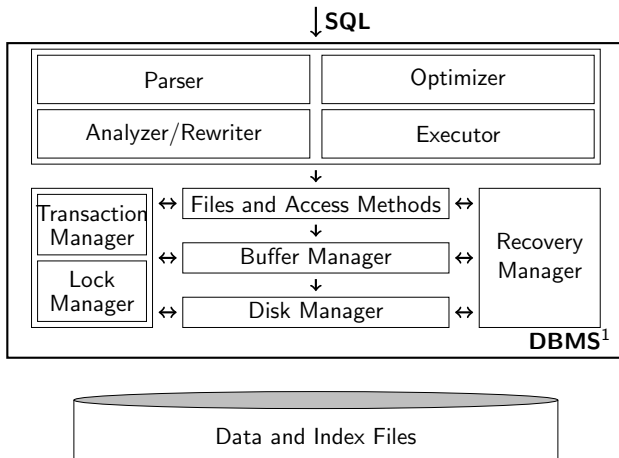 SQL
Parser
Optimizer
Analyzer/Rewriter
Executor
Transaction
Manager
Lock
Manager
Files and Access Methods
Buffer Manager
Disk Manager
Recovery
Manager
DBMS¹
Data and Index Files